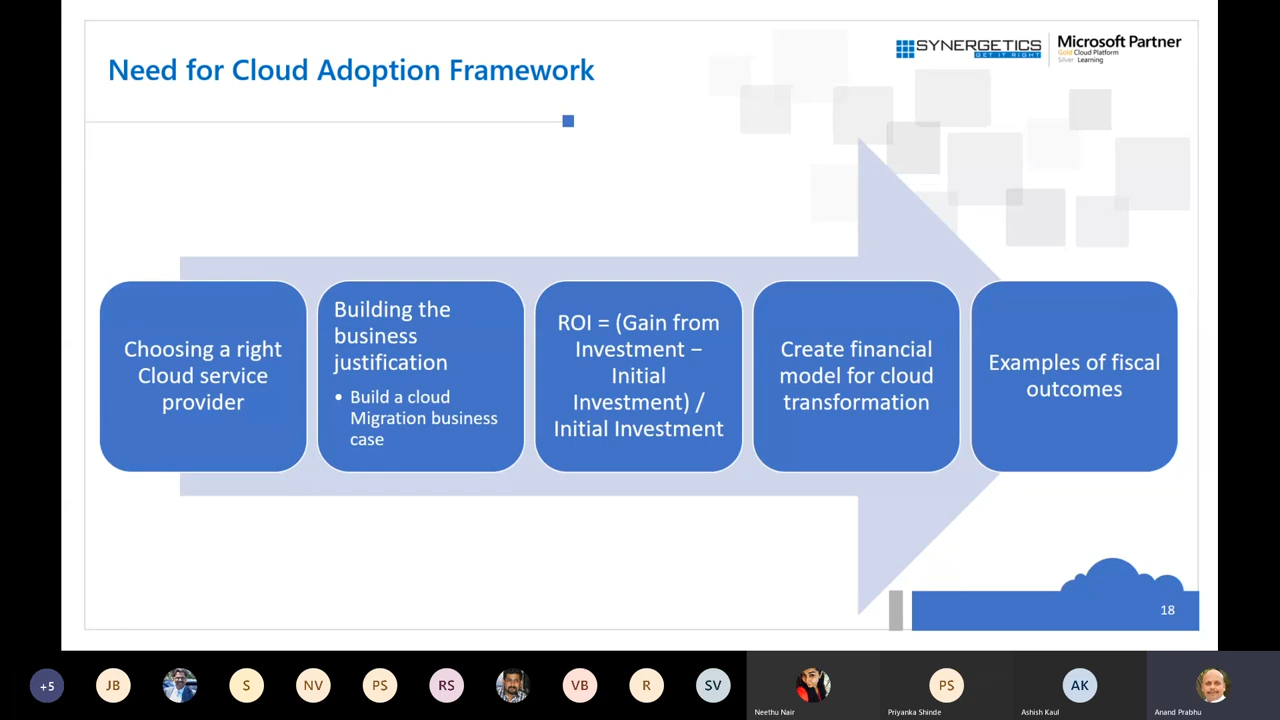 Need for Cloud Adoption Framework
SYNERGETICS
GET IT RIGHT
Microsoft Partner
Gold Cloud Platform
Silver Learning
Choosing a right
Cloud service
provider
Building the
business
justification
• Build a cloud
Migration business
case
ROI = (Gain from
Investment –
Initial
Investment) /
Initial Investment
Create financial
model for cloud
transformation
Examples of fiscal
outcomes
18
+5
JB
S
NV
PS
RS
VB
R
SV
Neethu Nair
PS
Priyanka Shinde
AK
Ashish Kaul
Anand Prabhu